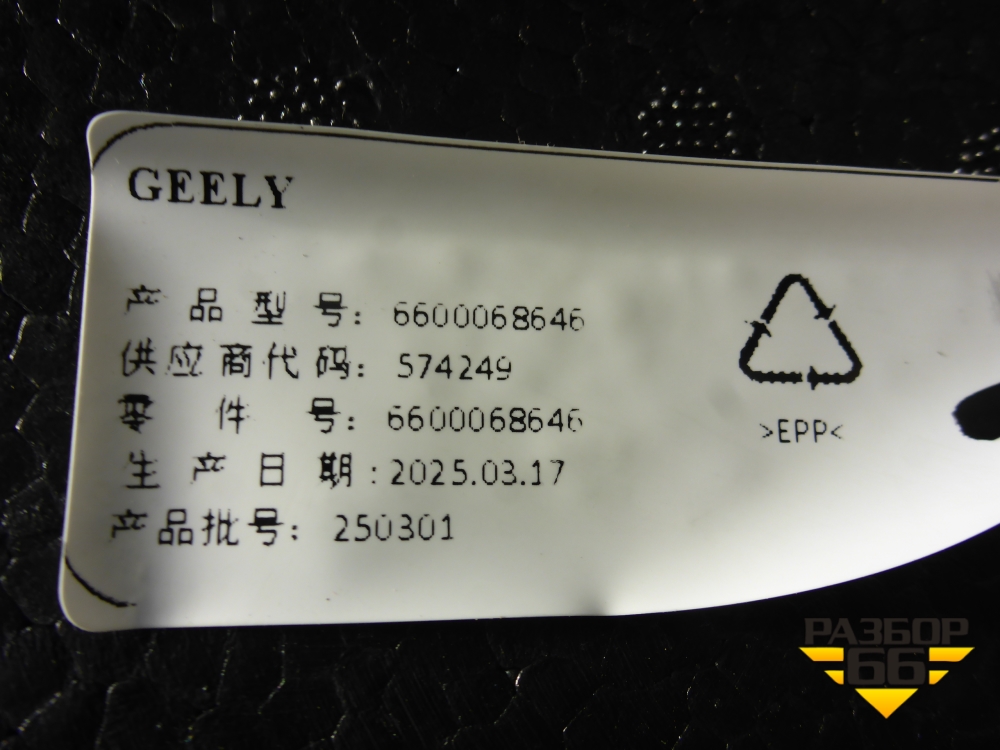 GEELY
产品型号: 6600068646
供应商代码: 574249
零件号: 6600068646
生产日期: 2025.03.17
产品批号: 250301
>EPP<
РАЗБОР
66